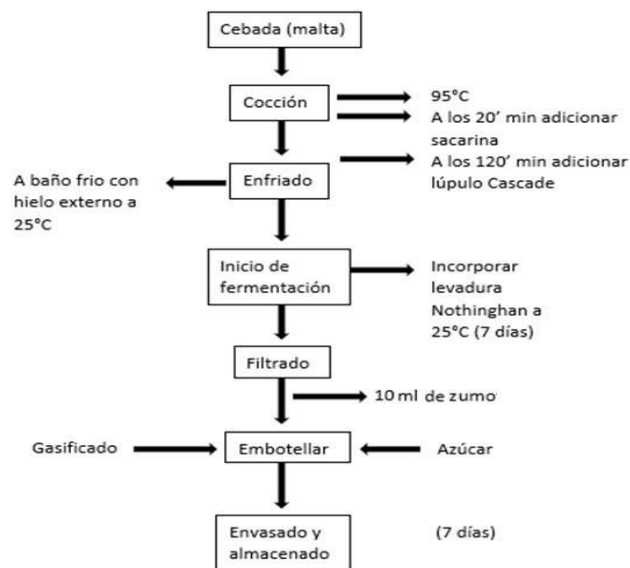 Cebada (malta)
Cocción
95°C
A los 20' min adicionar
sacarina
A los 120' min adicionar
lúpulo Cascade
A baño frio con
hielo externo a
25°C
Enfriado
Inicio de
fermentación
Incorporar
levadura
Nothinghan a
25°C (7 días)
Filtrado
10 ml de zumo
Gasificado
Embotellar
Azúcar
Envasado y
almacenado
(7 días)